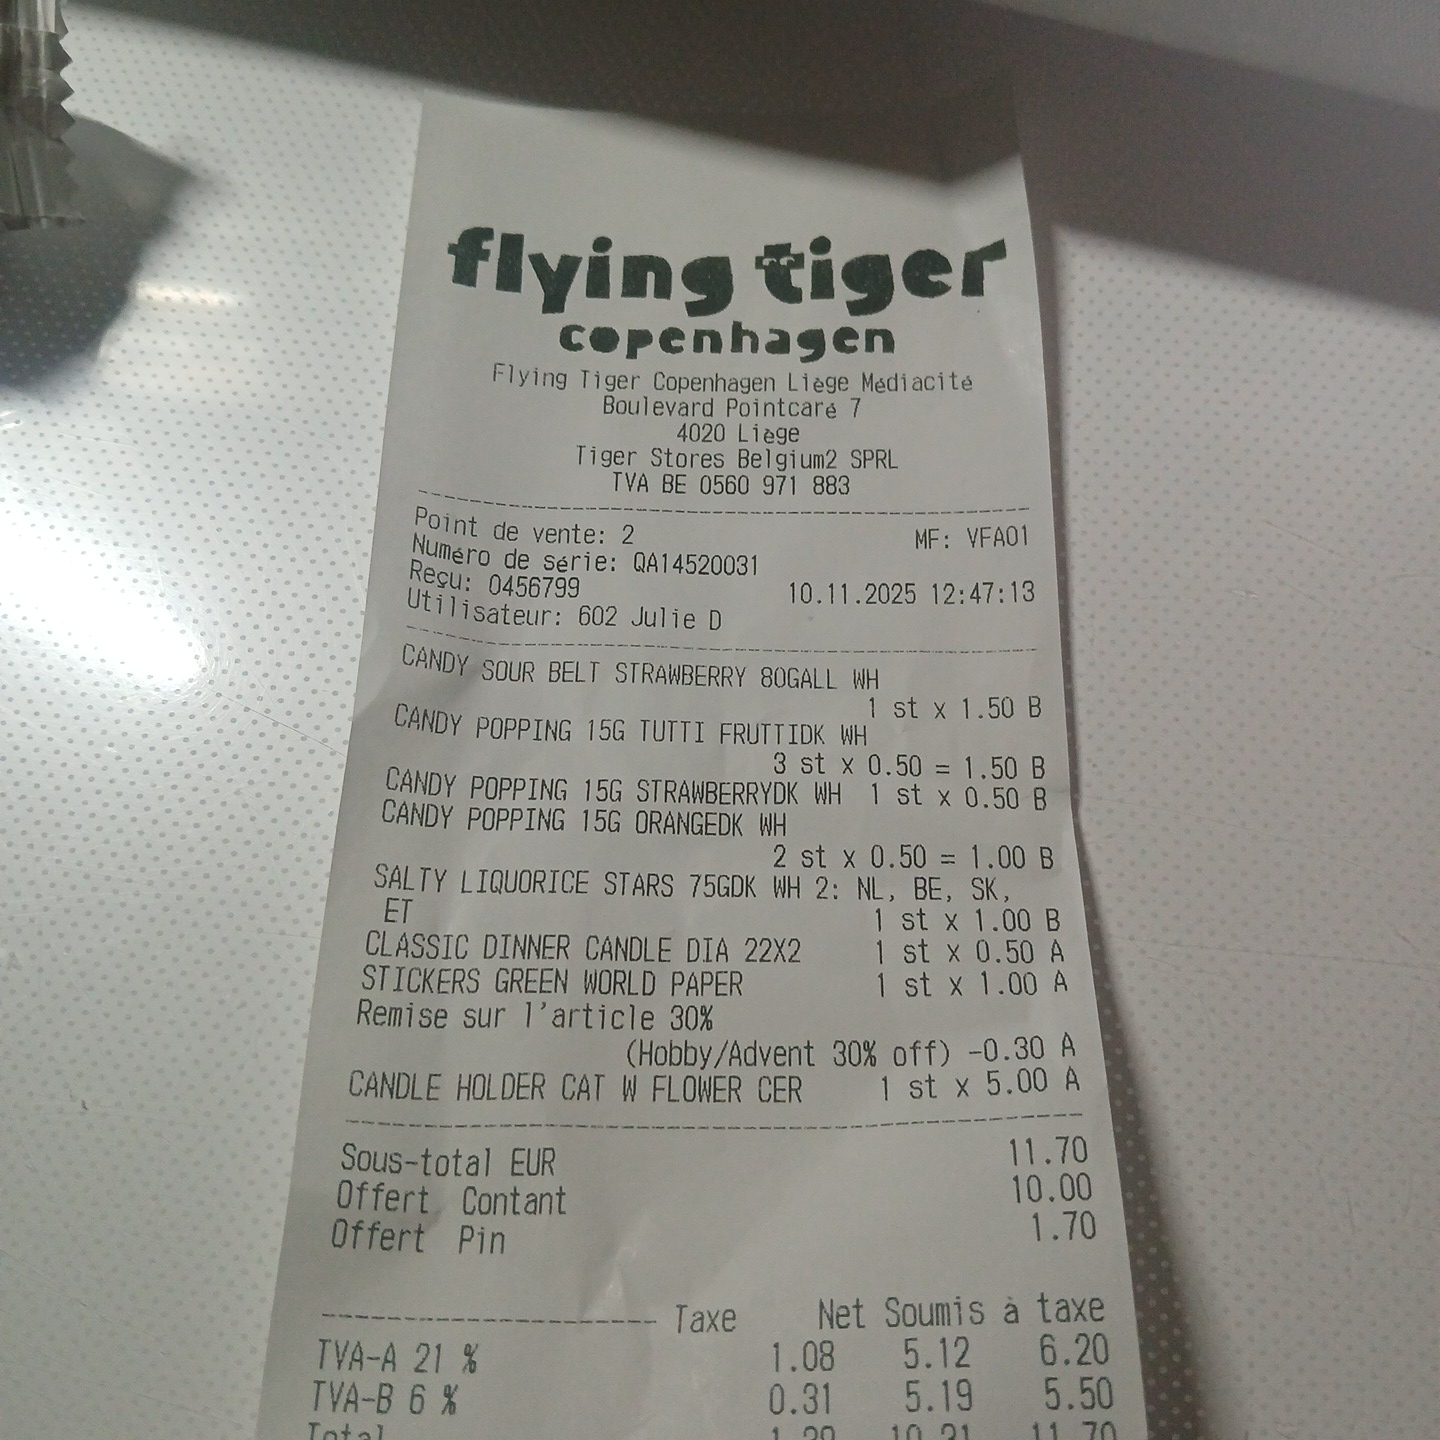 flying tiger
copenhagen
Flying Tiger Copenhagen Liège Médiacité
Boulevard Pointcaré 7
4020 Liège
Tiger Stores Belgium2 SPRL
TVA BE 0560 971 883
Point de vente: 2 MF: VFA01
Numéro de série: QA14520031
Reçu: 0456799 10.11.2025 12:47:13
Utilisateur: 602 Julie D
CANDY SOUR BELT STRAWBERRY 80GALL WH
1 st x 1.50 B
CANDY POPPING 15G TUTTI FRUTTIDK WH
3 st x 0.50 = 1.50 B
CANDY POPPING 15G STRAWBERRYDK WH 1 st x 0.50 B
CANDY POPPING 15G ORANGEDK WH
2 st x 0.50 = 1.00 B
SALTY LIQUORICE STARS 75GDK WH 2: NL, BE, SK,
ET 1 st x 1.00 B
CLASSIC DINNER CANDLE DIA 22X2 1 st x 0.50 A
STICKERS GREEN WORLD PAPER 1 st x 1.00 A
Remise sur l'article 30%
(Hobby/Advent 30% off) -0.30 A
CANDLE HOLDER CAT W FLOWER CER 1 st x 5.00 A
Sous-total EUR 11.70
Offert Contant 10.00
Offert Pin 1.70
Taxe Net Soumis à taxe
TVA-A 21 % 1.08 5.12 6.20
TVA-B 6 % 0.31 5.19 5.50
Total 1.39 10.31 11.70